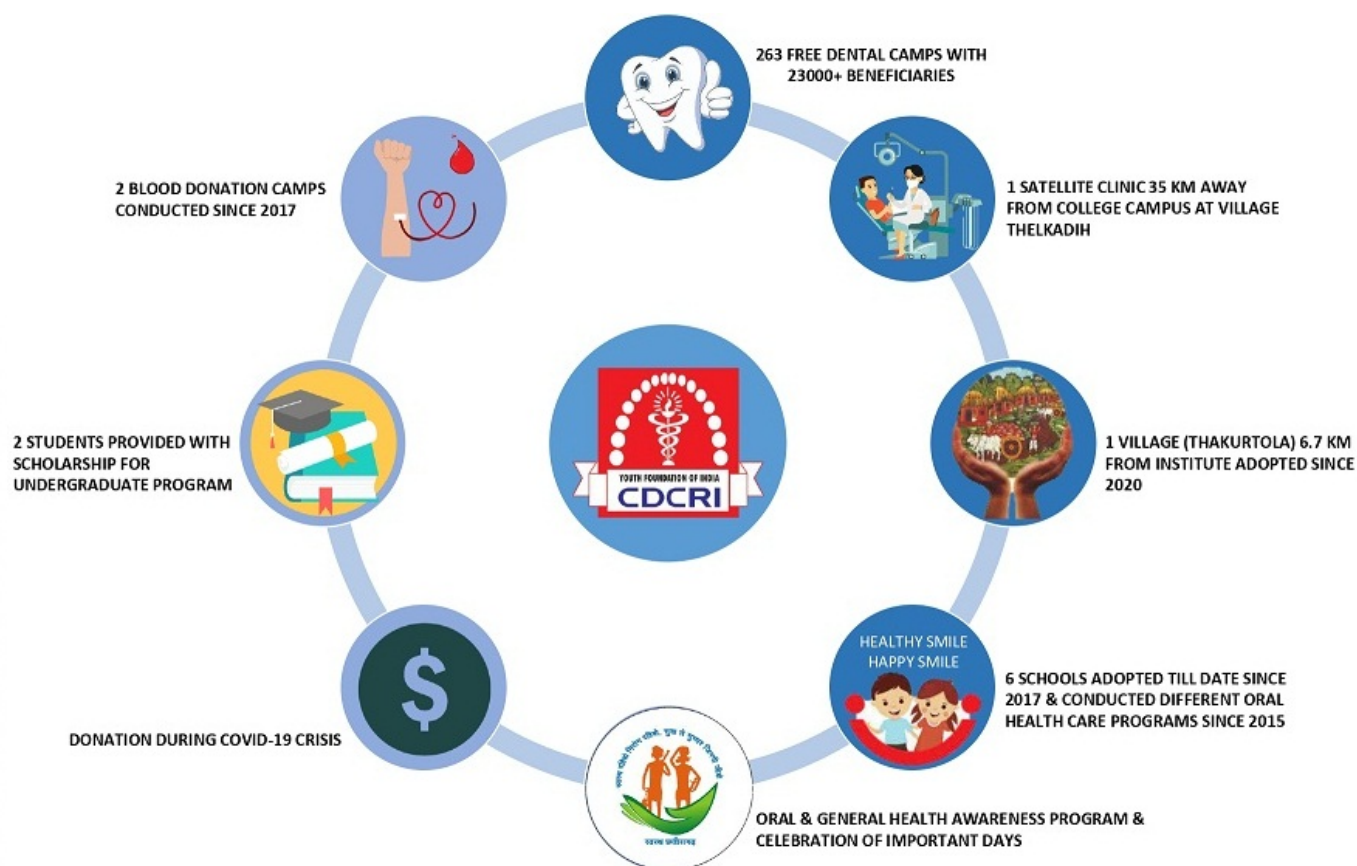 263 FREE DENTAL CAMPS WITH
23000+ BENEFICIARIES
1 SATELLITE CLINIC 35 KM AWAY
FROM COLLEGE CAMPUS AT VILLAGE
THELKADIH
1 VILLAGE (THAKURTOLA) 6.7 KM
FROM INSTITUTE ADOPTED SINCE
2020
HEALTHY SMILE
HAPPY SMILE
6 SCHOOLS ADOPTED TILL DATE SINCE
2017 & CONDUCTED DIFFERENT ORAL
HEALTH CARE PROGRAMS SINCE 2015
ORAL & GENERAL HEALTH AWARENESS PROGRAM &
CELEBRATION OF IMPORTANT DAYS
स्वस्थ छत्तीसगढ़
DONATION DURING COVID-19 CRISIS
$
2 STUDENTS PROVIDED WITH
SCHOLARSHIP FOR
UNDERGRADUATE PROGRAM
2 BLOOD DONATION CAMPS
CONDUCTED SINCE 2017
YOUTH FOUNDATION OF INDIA
CDCRI